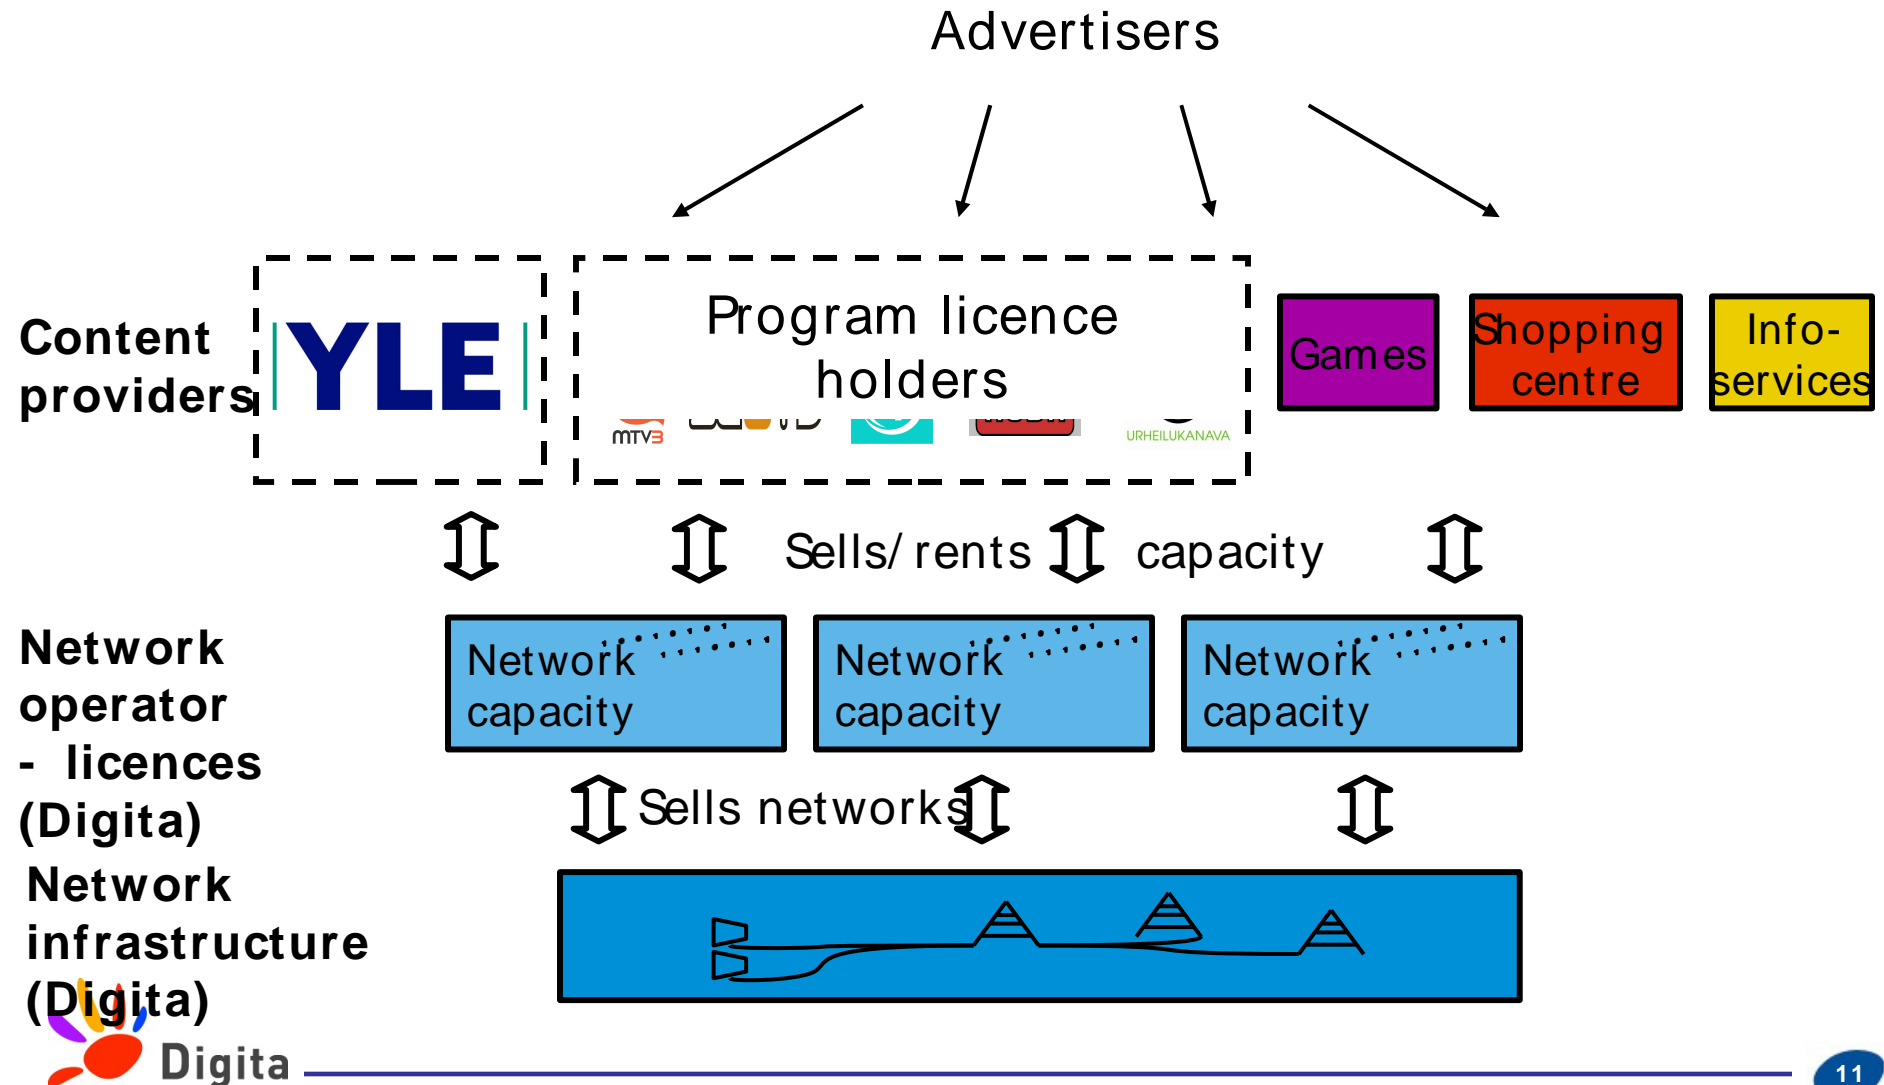 Advertisers
Content
providers
YLE
Program licence
holders
MTV3
URHEILUKANAVA
Games
Shopping
centre
Info-
services
Sells/ rents
capacity
Network
operator
- licences
(Digita)
Network
capacity
Network
capacity
Network
capacity
Sells networks
Network
infrastructure
(Digita)
Digita
11